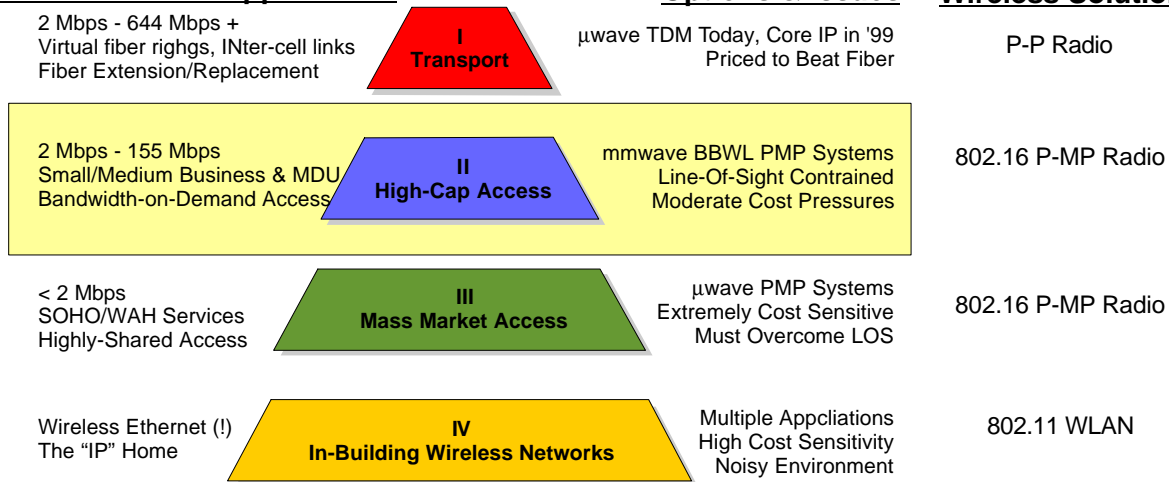 Wireless Solution
2 Mbps - 644 Mbps +
Virtual fiber righgs, INter-cell links
Fiber Extension/Replacement
I
Transport
µwave TDM Today, Core IP in '99
Priced to Beat Fiber
P-P Radio
2 Mbps - 155 Mbps
Small/Medium Business & MDU
Bandwidth-on-Demand Access
II
High-Cap Access
mmwave BBWL PMP Systems
Line-Of-Sight Contrained
Moderate Cost Pressures
802.16 P-MP Radio
< 2 Mbps
SOHO/WAH Services
Highly-Shared Access
III
Mass Market Access
µwave PMP Systems
Extremely Cost Sensitive
Must Overcome LOS
802.16 P-MP Radio
Wireless Ethernet (!)
The “IP” Home
IV
In-Building Wireless Networks
Multiple Appcliations
High Cost Sensitivity
Noisy Environment
802.11 WLAN